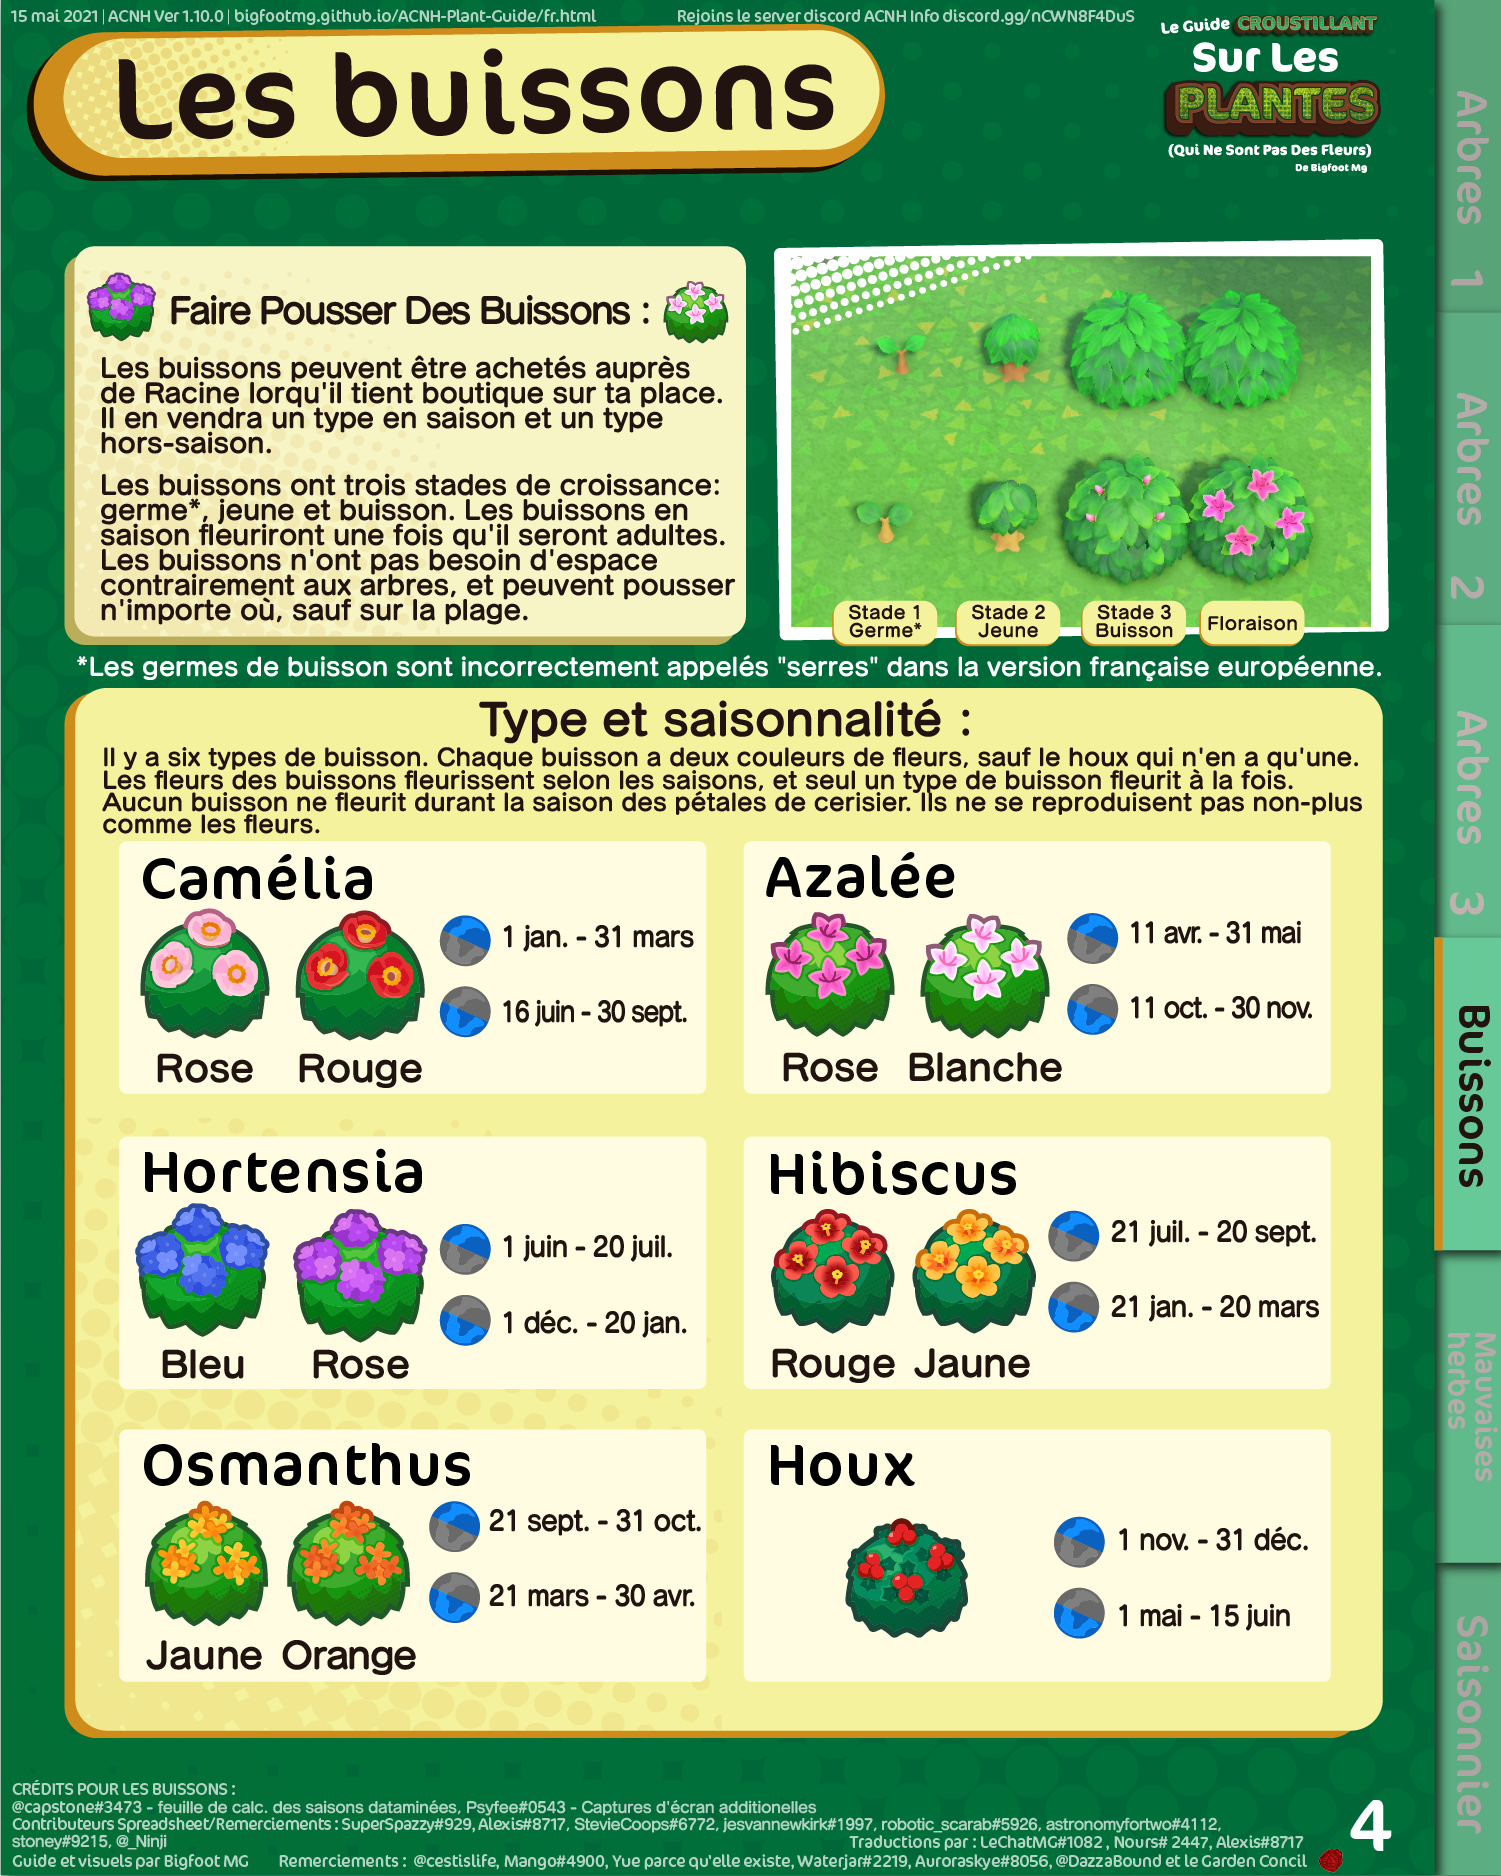 15 mai 2021 | ACNH Ver 1.10.0 | bigfootmg.github.io/ACNH-Plant-Guide/fr.html
Rejoins le server discord ACNH Info discord.gg/nCWN8F4DuS
Le Guide CROUSTILLANT
Sur Les
PLANTES
(Qui Ne Sont Pas Des Fleurs)
De Bigfoot Mg
Les buissons
Faire Pousser Des Buissons :
Les buissons peuvent être achetés auprès
de Racine lorqu'il tient boutique sur ta place.
Il en vendra un type en saison et un type
hors-saison.
Les buissons ont trois stades de croissance:
germe*, jeune et buisson. Les buissons en
saison fleuriront une fois qu'il seront adultes.
Les buissons n'ont pas besoin d'espace
contrairement aux arbres, et peuvent pousser
n'importe où, sauf sur la plage.
Stade 1
Germe*
Stade 2
Jeune
Stade 3
Buisson
Floraison
*Les germes de buisson sont incorrectement appelés "serres" dans la version française européenne.
Type et saisonnalité :
Il y a six types de buisson. Chaque buisson a deux couleurs de fleurs, sauf le houx qui n'en a qu'une.
Les fleurs des buissons fleurissent selon les saisons, et seul un type de buisson fleurit à la fois.
Aucun buisson ne fleurit durant la saison des pétales de cerisier. Ils ne se reproduisent pas non-plus
comme les fleurs.
Camélia
1 jan. - 31 mars
16 juin - 30 sept.
Rose Rouge
Azalée
11 avr. - 31 mai
11 oct. - 30 nov.
Rose Blanche
Hortensia
1 juin - 20 juil.
1 déc. - 20 jan.
Bleu Rose
Hibiscus
21 juil. - 20 sept.
21 jan. - 20 mars
Rouge Jaune
Osmanthus
21 sept. - 31 oct.
21 mars - 30 avr.
Jaune Orange
Houx
1 nov. - 31 déc.
1 mai - 15 juin
Arbres 1
Arbres 2
Arbres 3
Buissons
Mauvaises
herbes
Saisonnier
CRÉDITS POUR LES BUISSONS :
@capstone#3473 - feuille de calc. des saisons dataminées, Psyfee#0543 - Captures d'écran additionelles
Contributeurs Spreadsheet/Remerciements : SuperSpazzy#929, Alexis#8717, StevieCoops#6772, jesvannewkirk#1997, robotic_scarab#5926, astronomyfortwo#4112,
stoney#9215, @_Ninji
Traductions par : LeChatMG#1082 , Nours# 2447, Alexis#8717
Guide et visuels par Bigfoot MG
Remerciements : @cestislife, Mango#4900, Yue parce qu'elle existe, Waterjar#2219, Auroraskye#8056, @DazzaBound et le Garden Concil
4